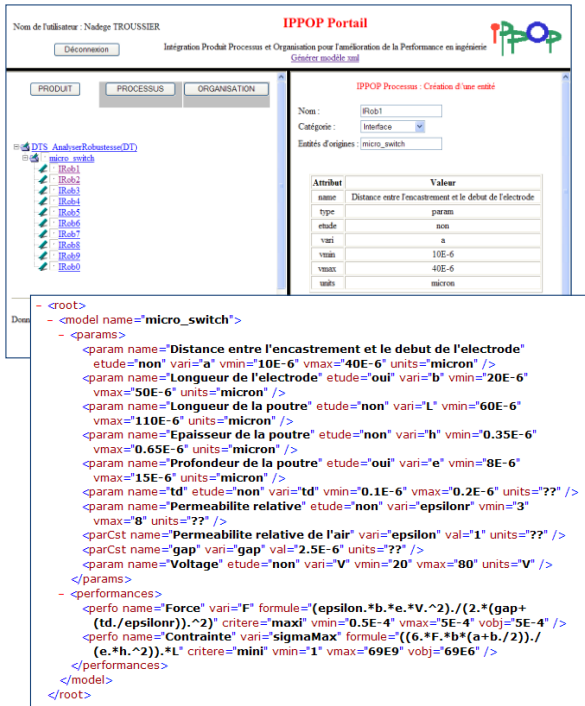 Nom de l'utilisateur : Nadege TROUSSIER
IPPOP Portail
IPPOP
Déconnexion
Intégration Produit Processus et Organisation pour l'amélioration de la Performance en ingénierie
Générer modèle xml
PRODUIT
PROCESSUS
ORGANISATION
DTS_AnalyserRobustesse(DT)
micro_switch
IRob1
IRob2
IRob3
IRob4
IRob5
IRob6
IRob7
IRob8
IRob9
IRob0
IPPOP Processus : Création d'une entité
Nom : IRob1
Catégorie : Interface
Entités d'origines : micro_switch
Attribut Valeur
name Distance entre l'encastrement et le debut de l'electrode
type param
etude non
vari a
vmin 10E-6
vmax 40E-6
units micron
- <root>
- <model name="micro_switch">
- <params>
<param name="Distance entre l'encastrement et le debut de l'electrode"
etude="non" vari="a" vmin="10E-6" vmax="40E-6" units="micron" />
<param name="Longueur de l'electrode" etude="oui" vari="b" vmin="20E-6"
vmax="50E-6" units="micron" />
<param name="Longueur de la poutre" etude="non" vari="L" vmin="60E-6"
vmax="110E-6" units="micron" />
<param name="Epaisseur de la poutre" etude="non" vari="h" vmin="0.35E-6"
vmax="0.65E-6" units="micron" />
<param name="Profondeur de la poutre" etude="oui" vari="e" vmin="8E-6"
vmax="15E-6" units="micron" />
<param name="td" etude="non" vari="td" vmin="0.1E-6" vmax="0.2E-6" units="??" />
<param name="Permeabilite relative" etude="non" vari="epsilonr" vmin="3"
vmax="8" units="??" />
<parCst name="Permeabilite relative de l'air" vari="epsilon" val="1" units="??" />
<parCst name="gap" vari="gap" val="2.5E-6" units="??" />
<param name="Voltage" etude="non" vari="V" vmin="20" vmax="80" units="V" />
</params>
- <performances>
<perfo name="Force" vari="F" formule="(epsilon.*b.*e.*V.^2)./(2.*(gap+
(td./epsilonr)).^2)" critere="maxi" vmin="0.5E-4" vmax="5E-4" vobj="5E-4" />
<perfo name="Contrainte" vari="sigmaMax" formule="((6.*F.*b*(a+b./2))./
(e.*h.^2)).*L" critere="mini" vmin="1" vmax="69E9" vobj="69E6" />
</performances>
</model>
</root>